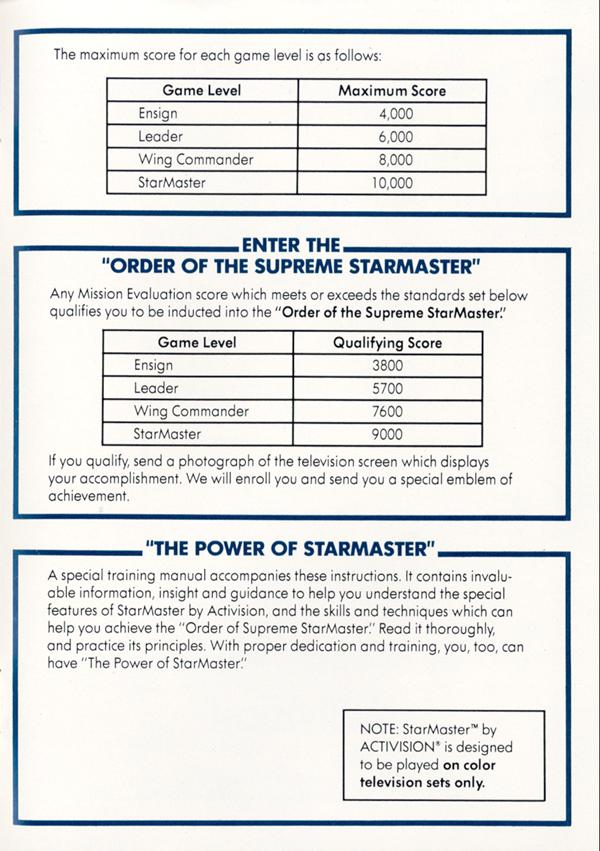 The maximum score for each game level is as follows:
Game Level Maximum Score
Ensign 4,000
Leader 6,000
Wing Commander 8,000
StarMaster 10,000
ENTER THE
"ORDER OF THE SUPREME STARMASTER"
Any Mission Evaluation score which meets or exceeds the standards set below
qualifies you to be inducted into the "Order of the Supreme StarMaster."
Game Level Qualifying Score
Ensign 3800
Leader 5700
Wing Commander 7600
StarMaster 9000
If you qualify, send a photograph of the television screen which displays
your accomplishment. We will enroll you and send you a special emblem of
achievement.
"THE POWER OF STARMASTER"
A special training manual accompanies these instructions. It contains invalu-
able information, insight and guidance to help you understand the special
features of StarMaster by Activision, and the skills and techniques which can
help you achieve the "Order of Supreme StarMaster." Read it thoroughly,
and practice its principles. With proper dedication and training, you, too, can
have "The Power of StarMaster."
NOTE: StarMaster™ by
ACTIVISION® is designed
to be played on color
television sets only.